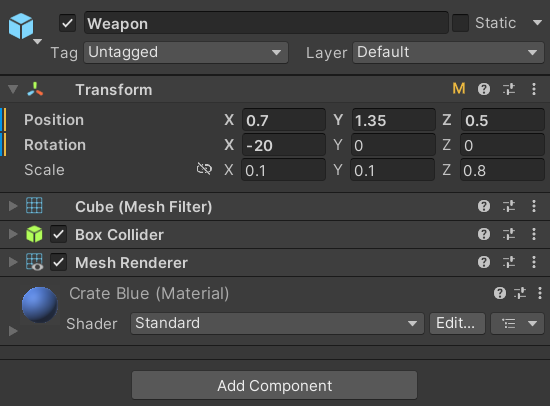 Weapon Static
Tag Untagged Layer Default
Transform M
Position X 0.7 Y 1.35 Z 0.5
Rotation X -20 Y 0 Z 0
Scale X 0.1 Y 0.1 Z 0.8
Cube (Mesh Filter)
Box Collider
Mesh Renderer
Crate Blue (Material)
Shader Standard Edit...
Add Component